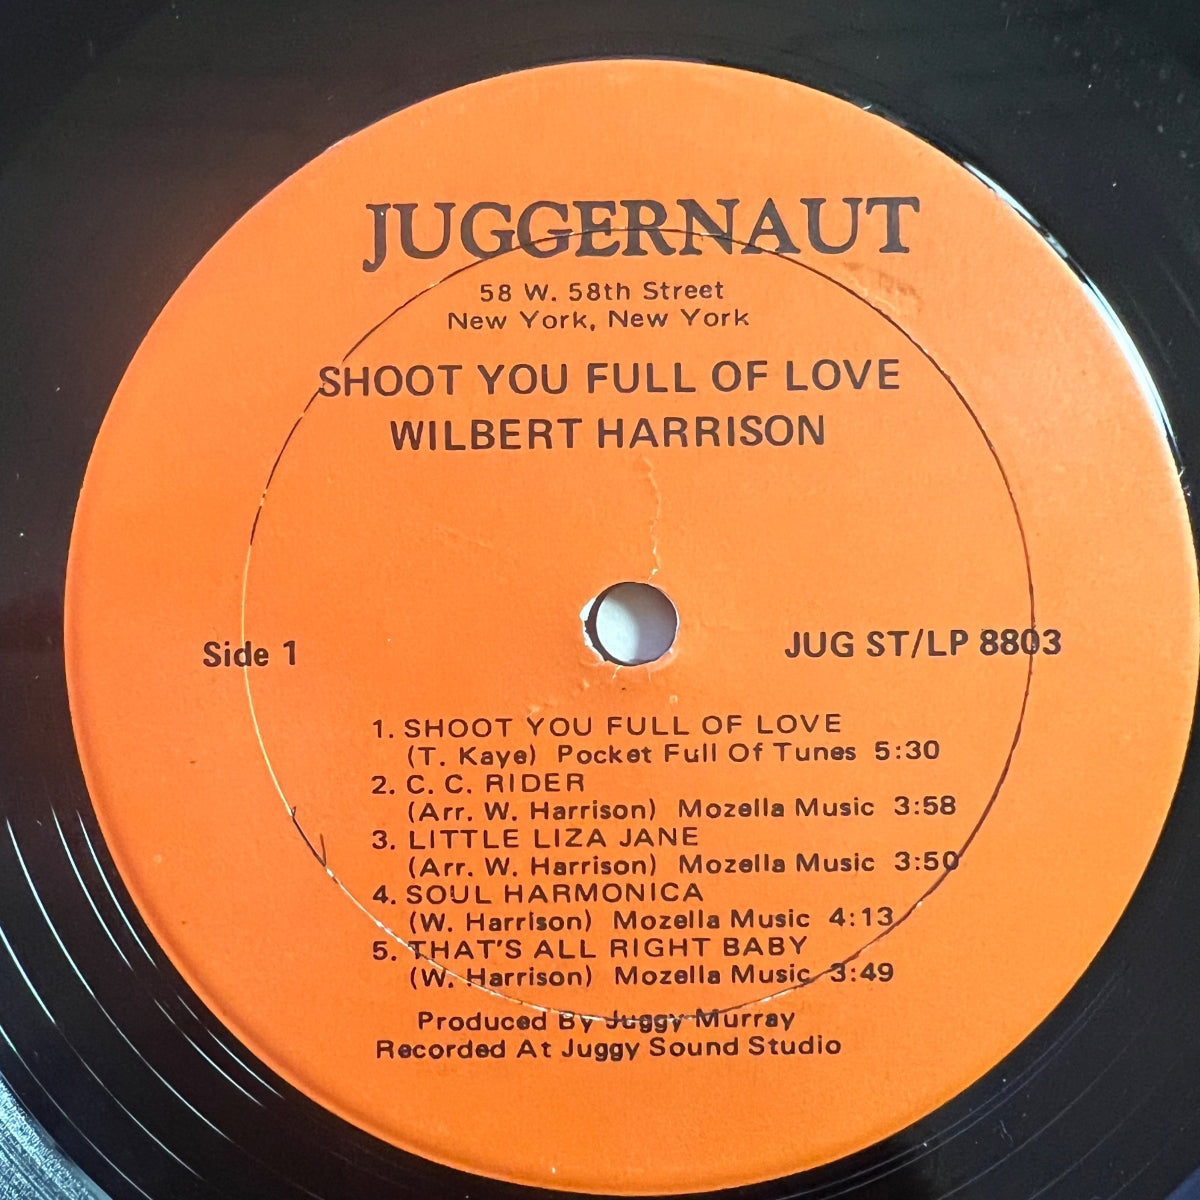 JUGGERNAUT
58 W. 58th Street
New York, New York
SHOOT YOU FULL OF LOVE
WILBERT HARRISON
Side 1
JUG ST/LP 8803
1. SHOOT YOU FULL OF LOVE
(T. Kaye) Pocket Full Of Tunes 5:30
2. C. C. RIDER
(Arr. W. Harrison) Mozella Music 3:58
3. LITTLE LIZA JANE
(Arr. W. Harrison) Mozella Music 3:50
4. SOUL HARMONICA
(W. Harrison) Mozella Music 4:13
5. THAT'S ALL RIGHT BABY
(W. Harrison) Mozella Music 3:49
Produced By Juggy Murray
Recorded At Juggy Sound Studio